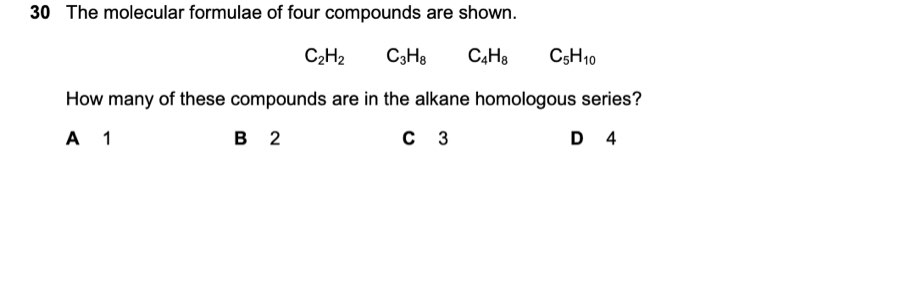 30 The molecular formulae of four compounds are shown.
C₂H₂ C₃H₈ C₄H₈ C₅H₁₀
How many of these compounds are in the alkane homologous series?
A 1 B 2 C 3 D 4